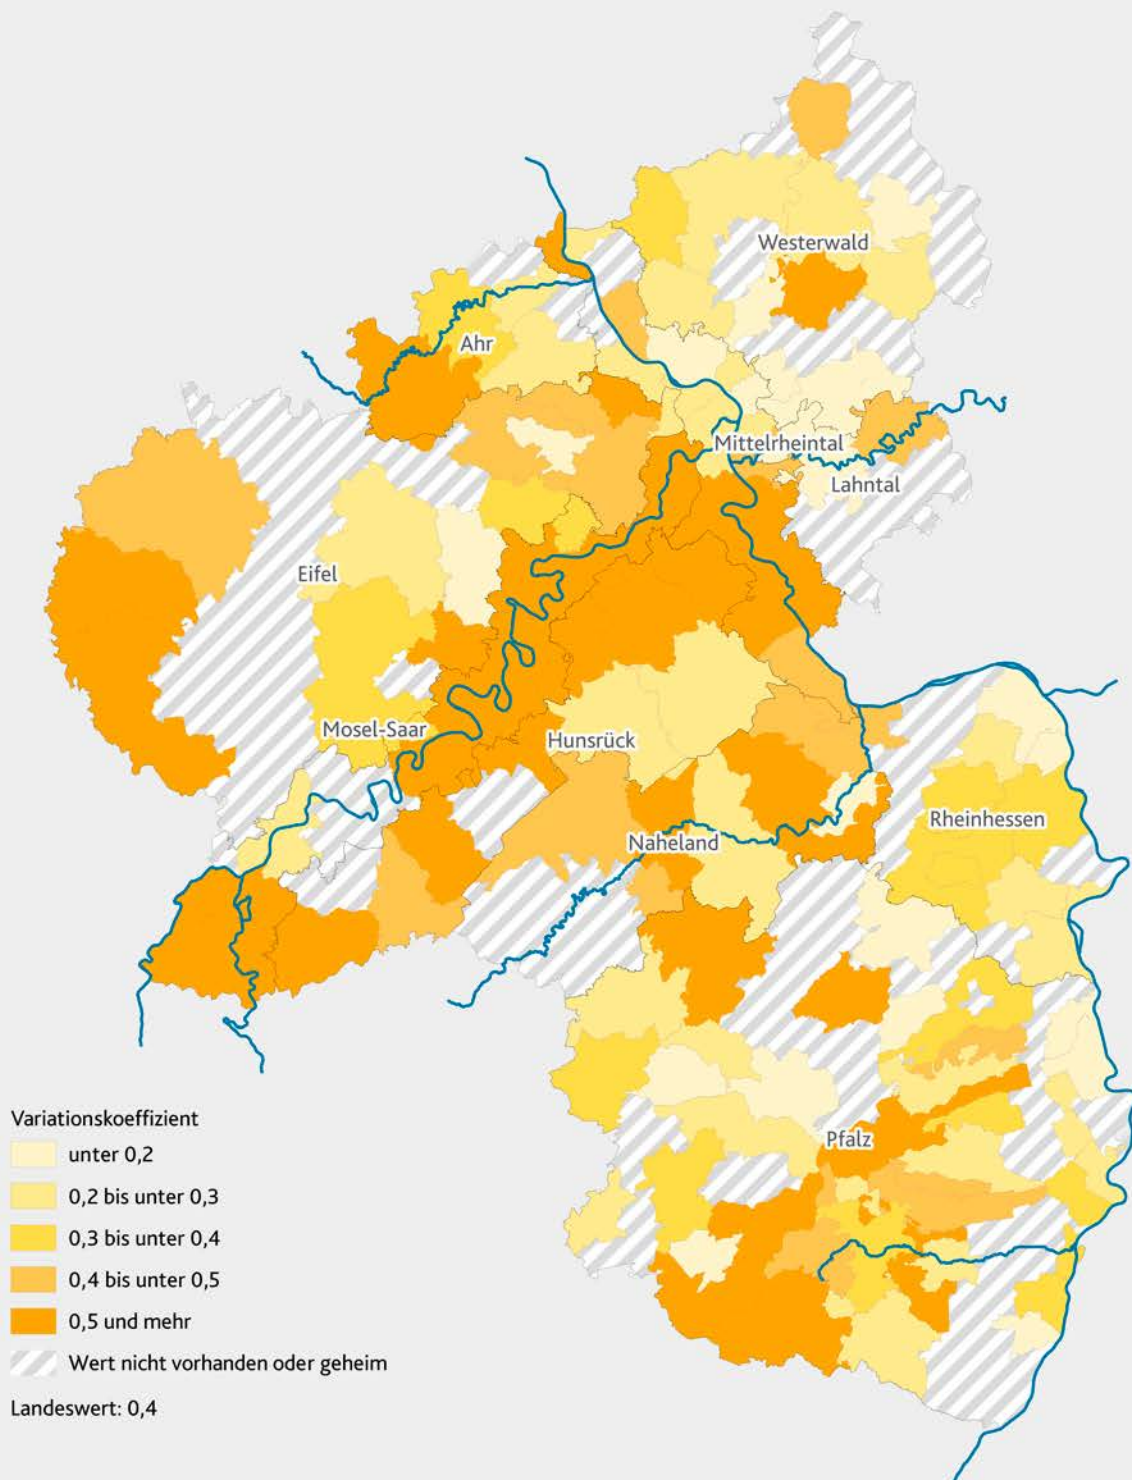 Westerwald
Ahr
Mittelrheintal
Lahntal
Eifel
Mosel-Saar
Hunsrück
Rheinhessen
Naheland
Pfalz
Variationskoeffizient
unter 0,2
0,2 bis unter 0,3
0,3 bis unter 0,4
0,4 bis unter 0,5
0,5 und mehr
Wert nicht vorhanden oder geheim
Landeswert: 0,4